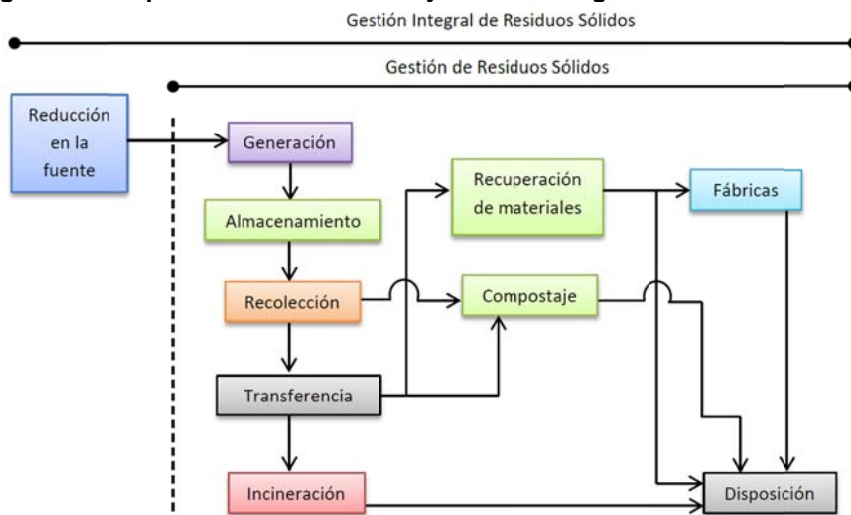 Gestión Integral de Residuos Sólidos
Gestión de Residuos Sólidos
Reducción
en la
fuente
Generación
Almacenamiento
Recolección
Transferencia
Incineración
Recuperación
de materiales
Compostaje
Fábricas
Disposición